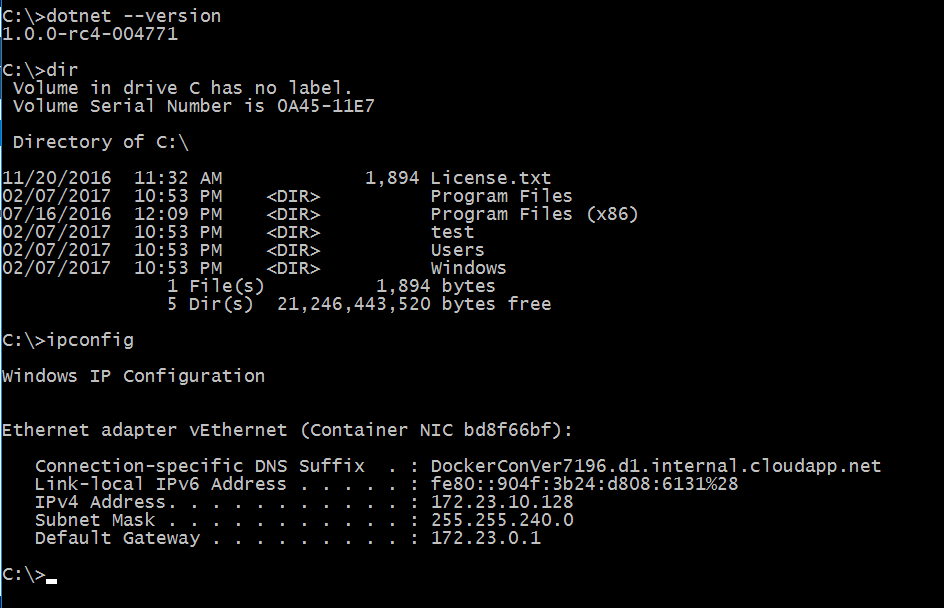 C:\>dotnet --version
1.0.0-rc4-004771
C:\>dir
Volume in drive C has no label.
Volume Serial Number is 0A45-11E7
Directory of C:\
11/20/2016 11:32 AM 1,894 License.txt
02/07/2017 10:53 PM <DIR> Program Files
07/16/2016 12:09 PM <DIR> Program Files (x86)
02/07/2017 10:53 PM <DIR> test
02/07/2017 10:53 PM <DIR> Users
02/07/2017 10:53 PM <DIR> Windows
1 File(s) 1,894 bytes
5 Dir(s) 21,246,443,520 bytes free
C:\>ipconfig
Windows IP Configuration
Ethernet adapter vEthernet (Container NIC bd8f66bf):
Connection-specific DNS Suffix . : DockerConVer7196.d1.internal.cloudapp.net
Link-local IPv6 Address . . . . . : fe80::904f:3b24:d808:6131%28
IPv4 Address. . . . . . . . . . . : 172.23.10.128
Subnet Mask . . . . . . . . . . . : 255.255.240.0
Default Gateway . . . . . . . . . : 172.23.0.1
C:\>